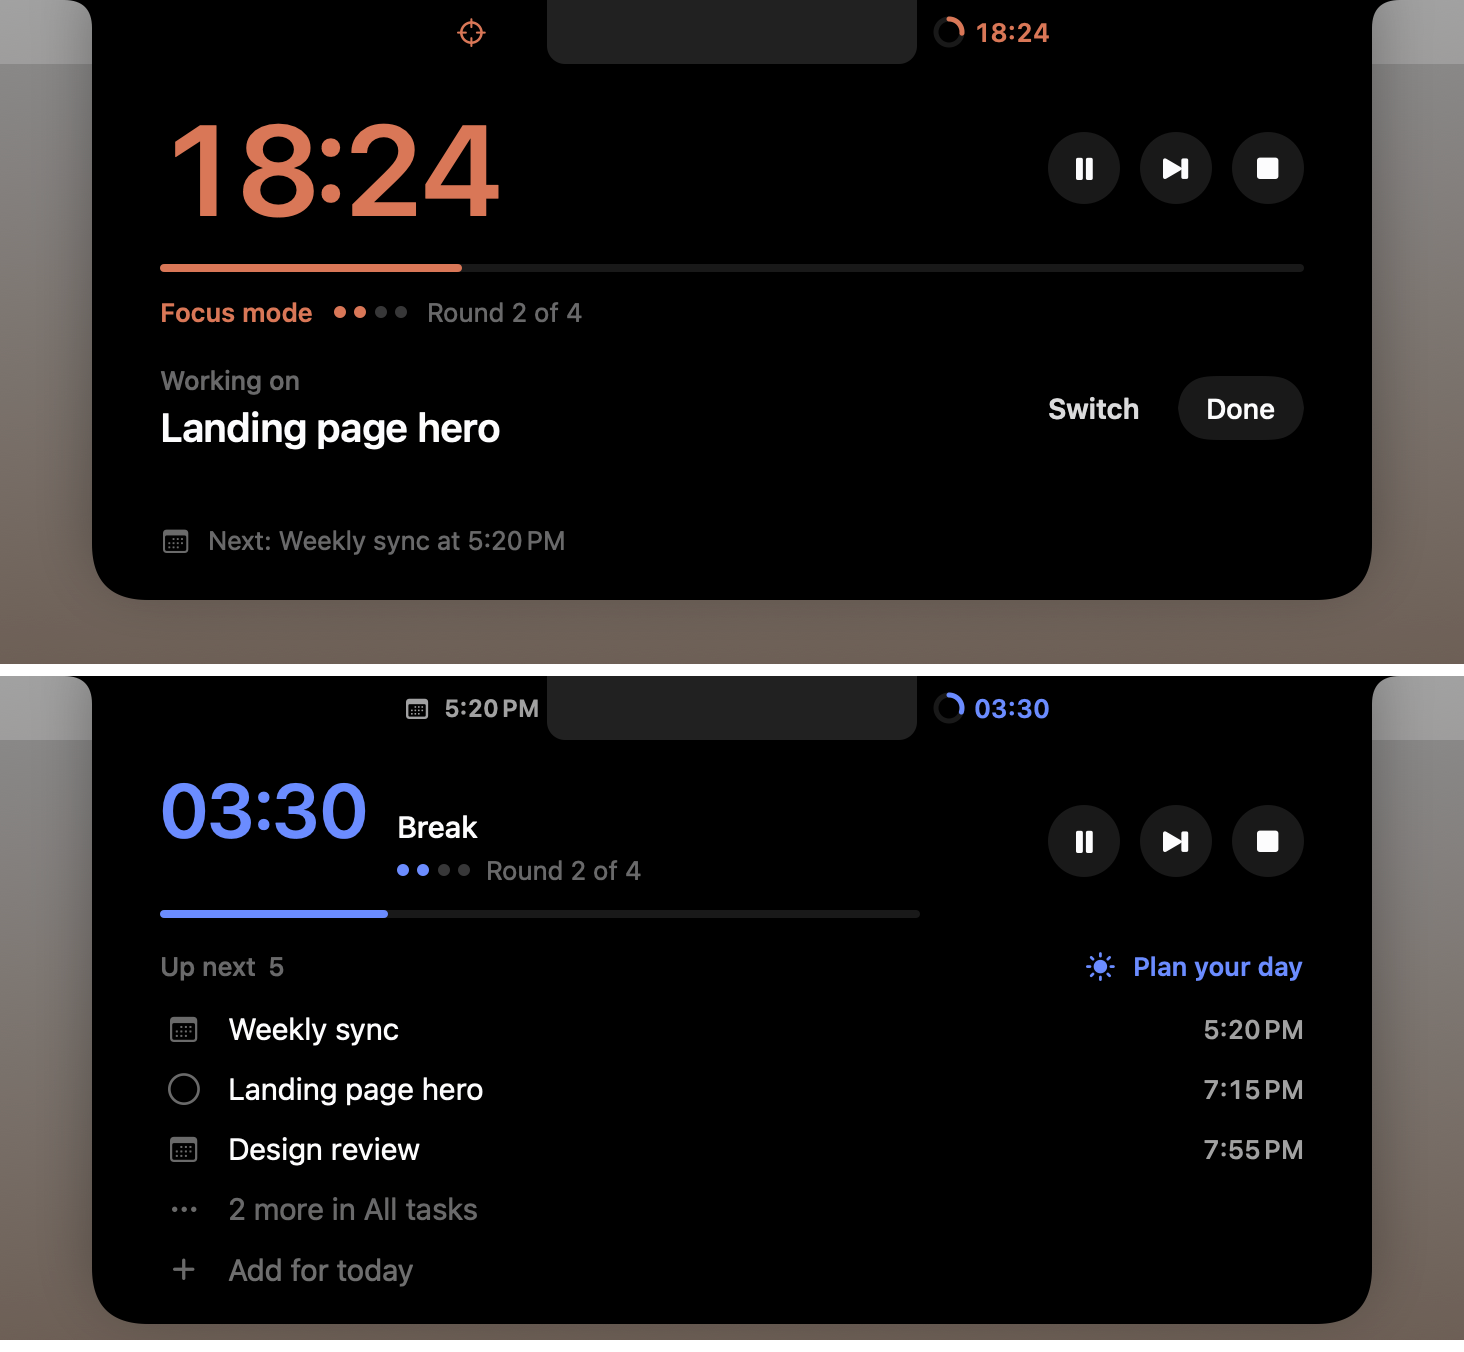 18:24
18:24
Focus mode Round 2 of 4
Working on
Landing page hero
Switch Done
Next: Weekly sync at 5:20 PM
5:20 PM 03:30
03:30 Break
Round 2 of 4
Up next 5 Plan your day
Weekly sync 5:20 PM
Landing page hero 7:15 PM
Design review 7:55 PM
2 more in All tasks
Add for today